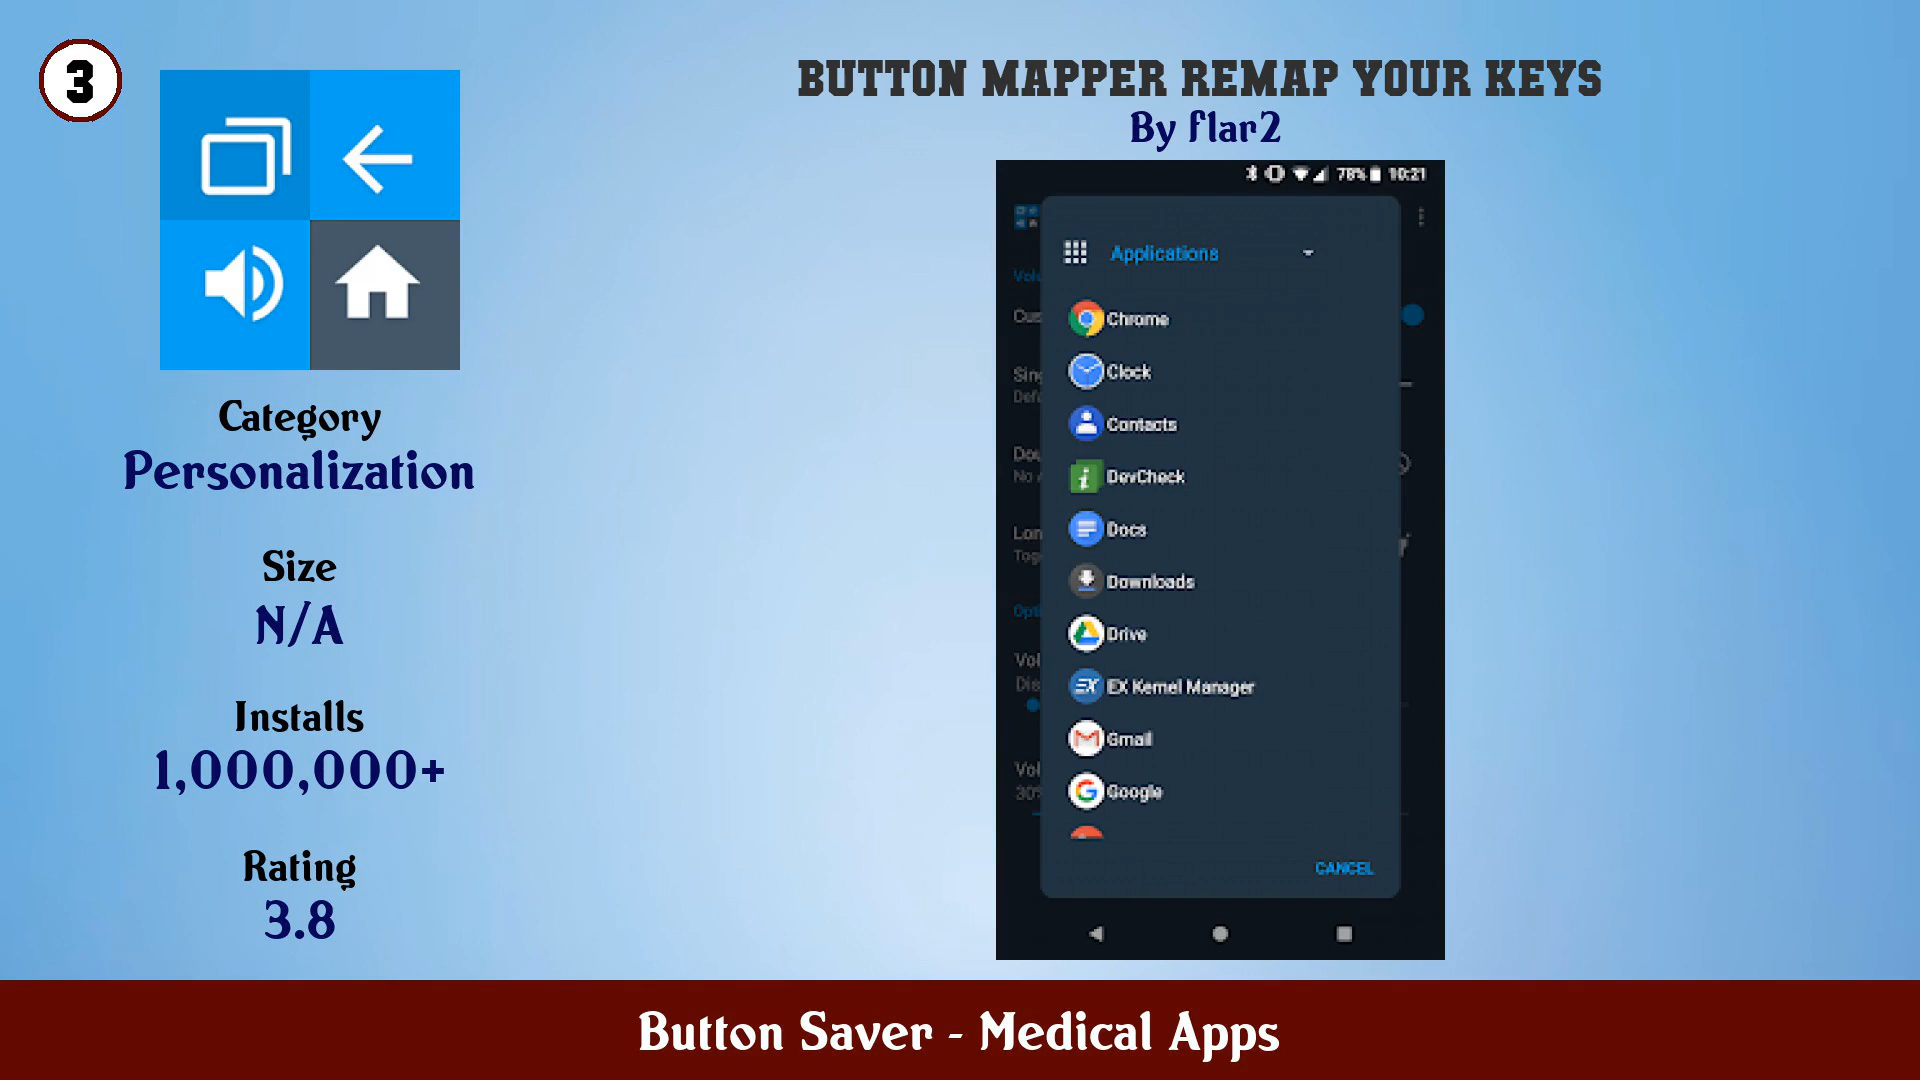 3
BUTTON MAPPER REMAP YOUR KEYS
By flar2
Category
Personalization
Size
N/A
Installs
1,000,000+
Rating
3.8
78% 10:21
Applications
Chrome
Clock
Contacts
DevCheck
Docs
Downloads
Drive
EX Kernel Manager
Gmail
Google
CANCEL
Button Saver - Medical Apps